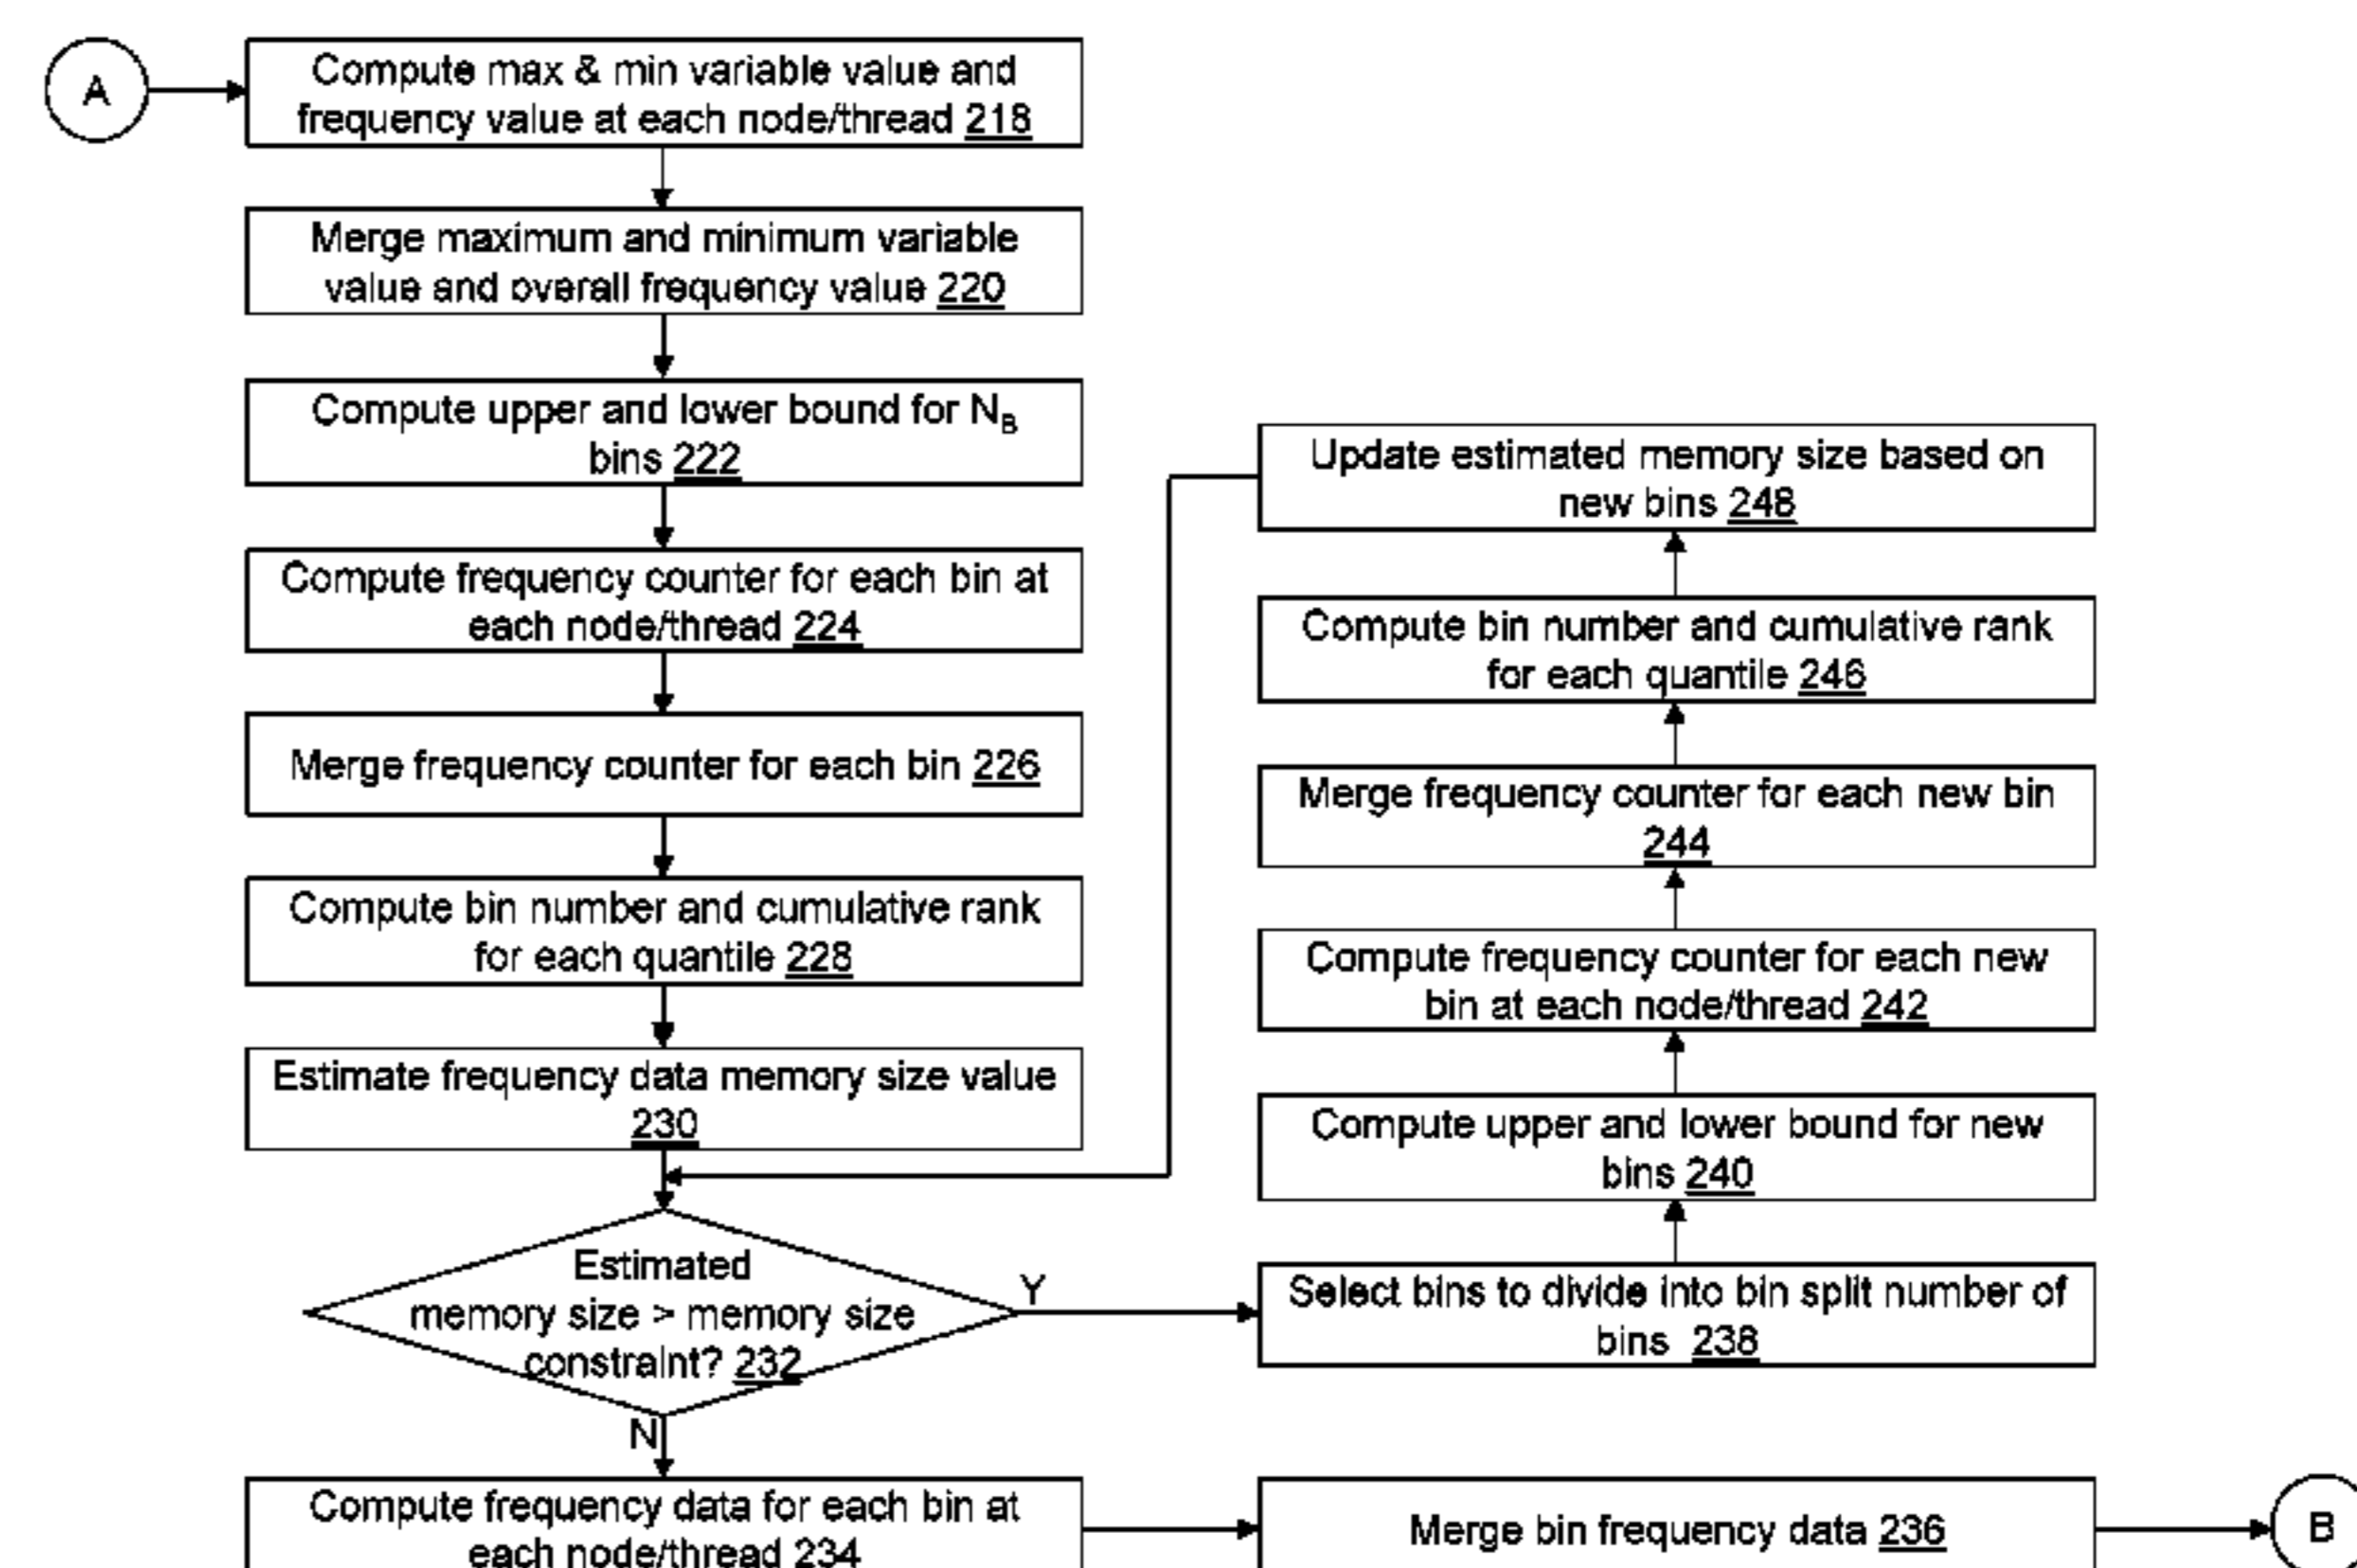 A
Compute max & min variable value and
frequency value at each node/thread 218
Merge maximum and minimum variable
value and overall frequency value 220
Compute upper and lower bound for NB
bins 222
Compute frequency counter for each bin at
each node/thread 224
Merge frequency counter for each bin 226
Compute bin number and cumulative rank
for each quantile 228
Estimate frequency data memory size value
230
Estimated
memory size > memory size
constraint? 232
Y
N
Compute frequency data for each bin at
each node/thread 234
Update estimated memory size based on
new bins 248
Compute bin number and cumulative rank
for each quantile 246
Merge frequency counter for each new bin
244
Compute frequency counter for each new
bin at each node/thread 242
Compute upper and lower bound for new
bins 240
Select bins to divide into bin split number of
bins 238
Merge bin frequency data 236
B